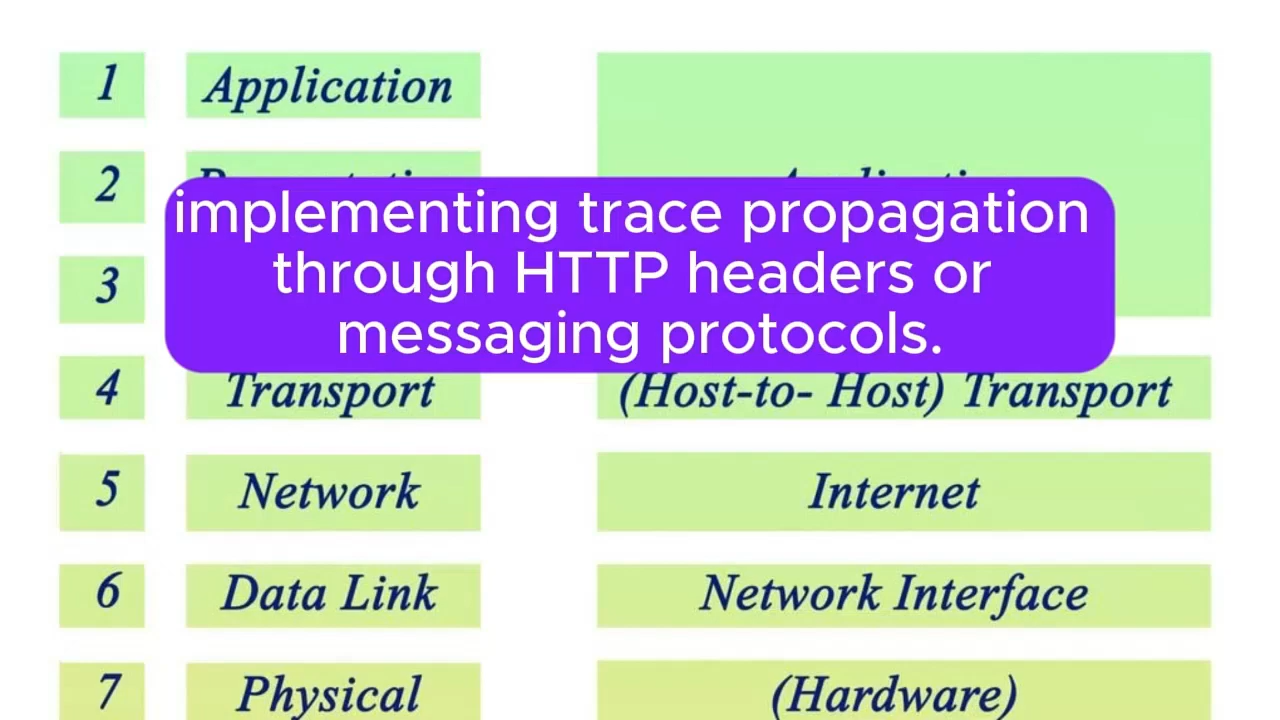 1 Application
2
implementing trace propagation
through HTTP headers or
messaging protocols.
3
4 Transport (Host-to- Host) Transport
5 Network Internet
6 Data Link Network Interface
7 Physical (Hardware)